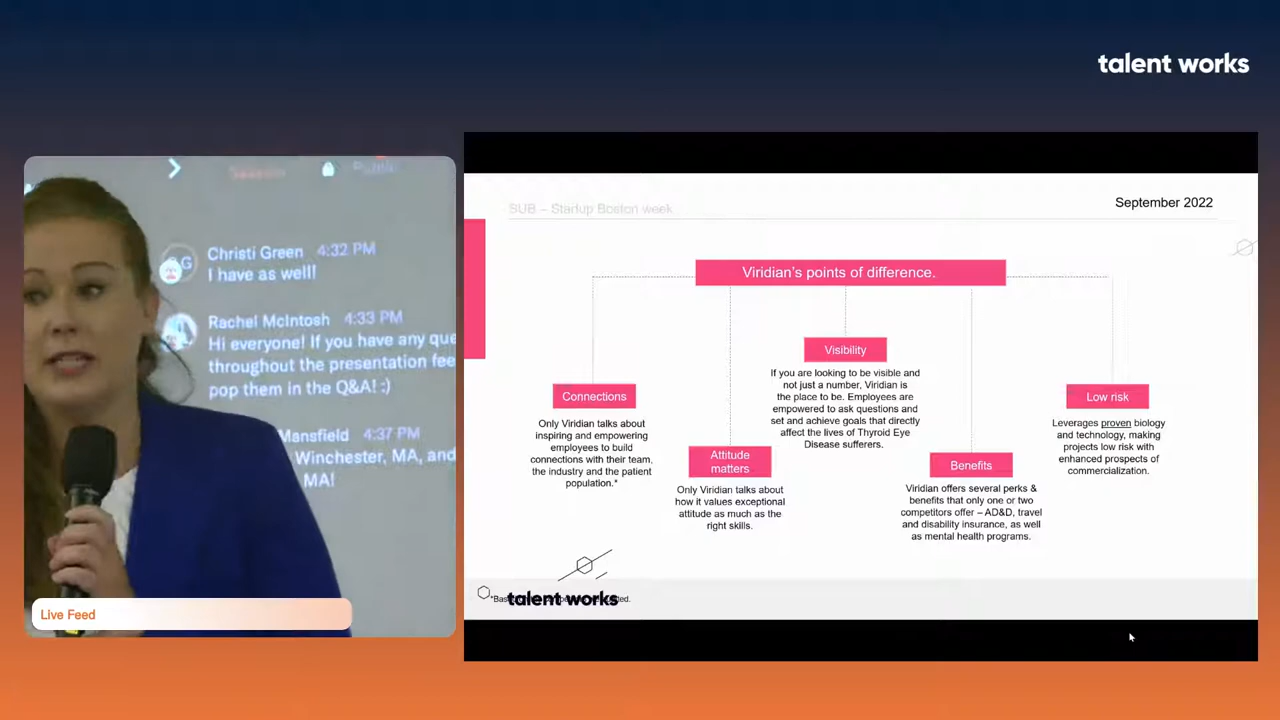 talent works
Christi Green 4:32 PM
I have as well!
Rachel McIntosh 4:33 PM
Hi everyone! If you have any que
throughout the presentation fee
pop them in the Q&A! :)
Mansfield 4:37 PM
Winchester, MA, and
MA!
Live Feed
SUB – Startup Boston week
September 2022
Viridian's points of difference.
Connections
Only Viridian talks about
inspiring and empowering
employees to build
connections with their team,
the industry and the patient
population.*
Attitude
matters
Only Viridian talks about
how it values exceptional
attitude as much as the
right skills.
Visibility
If you are looking to be visible and
not just a number, Viridian is
the place to be. Employees are
empowered to ask questions and
set and achieve goals that directly
affect the lives of Thyroid Eye
Disease sufferers.
Benefits
Viridian offers several perks &
benefits that only one or two
competitors offer – AD&D, travel
and disability insurance, as well
as mental health programs.
Low risk
Leverages proven biology
and technology, making
projects low risk with
enhanced prospects of
commercialization.
talent works